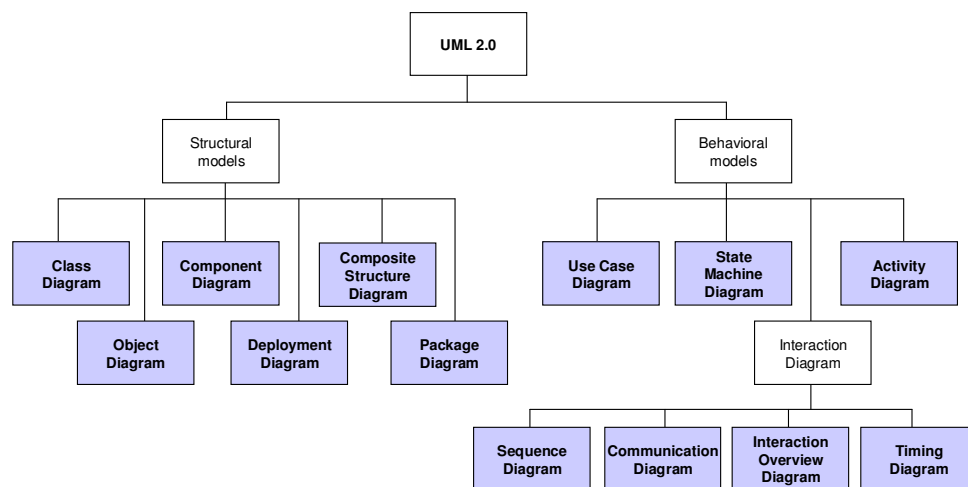 UML 2.0
Structural
models
Behavioral
models
Class
Diagram
Component
Diagram
Composite
Structure
Diagram
Use Case
Diagram
State
Machine
Diagram
Activity
Diagram
Object
Diagram
Deployment
Diagram
Package
Diagram
Interaction
Diagram
Sequence
Diagram
Communication
Diagram
Interaction
Overview
Diagram
Timing
Diagram